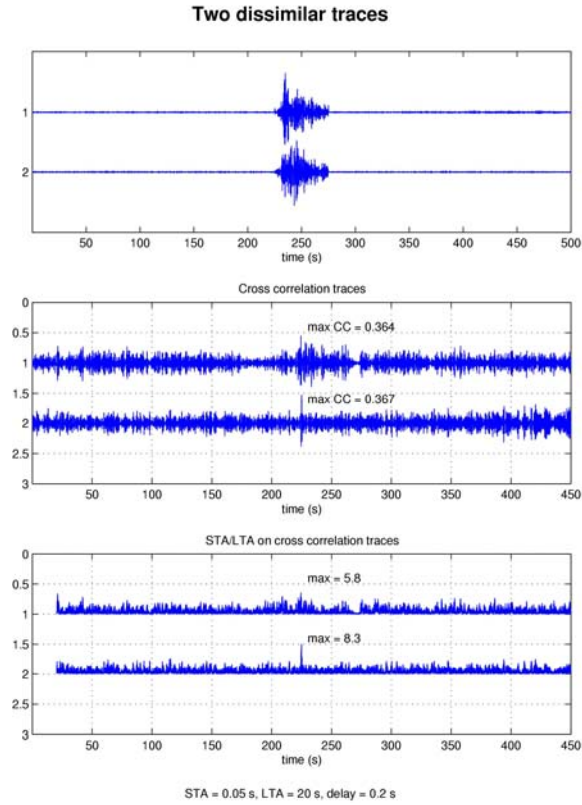 Two dissimilar traces
1
2
50 100 150 200 250 300 350 400 450 500
time (s)
Cross correlation traces
0
0.5
max CC = 0.364
1
1.5
max CC = 0.367
2
2.5
3
50 100 150 200 250 300 350 400 450
time (s)
STA/LTA on cross correlation traces
0
0.5
max = 5.8
1
1.5
max = 8.3
2
2.5
3
50 100 150 200 250 300 350 400 450
time (s)
STA = 0.05 s, LTA = 20 s, delay = 0.2 s